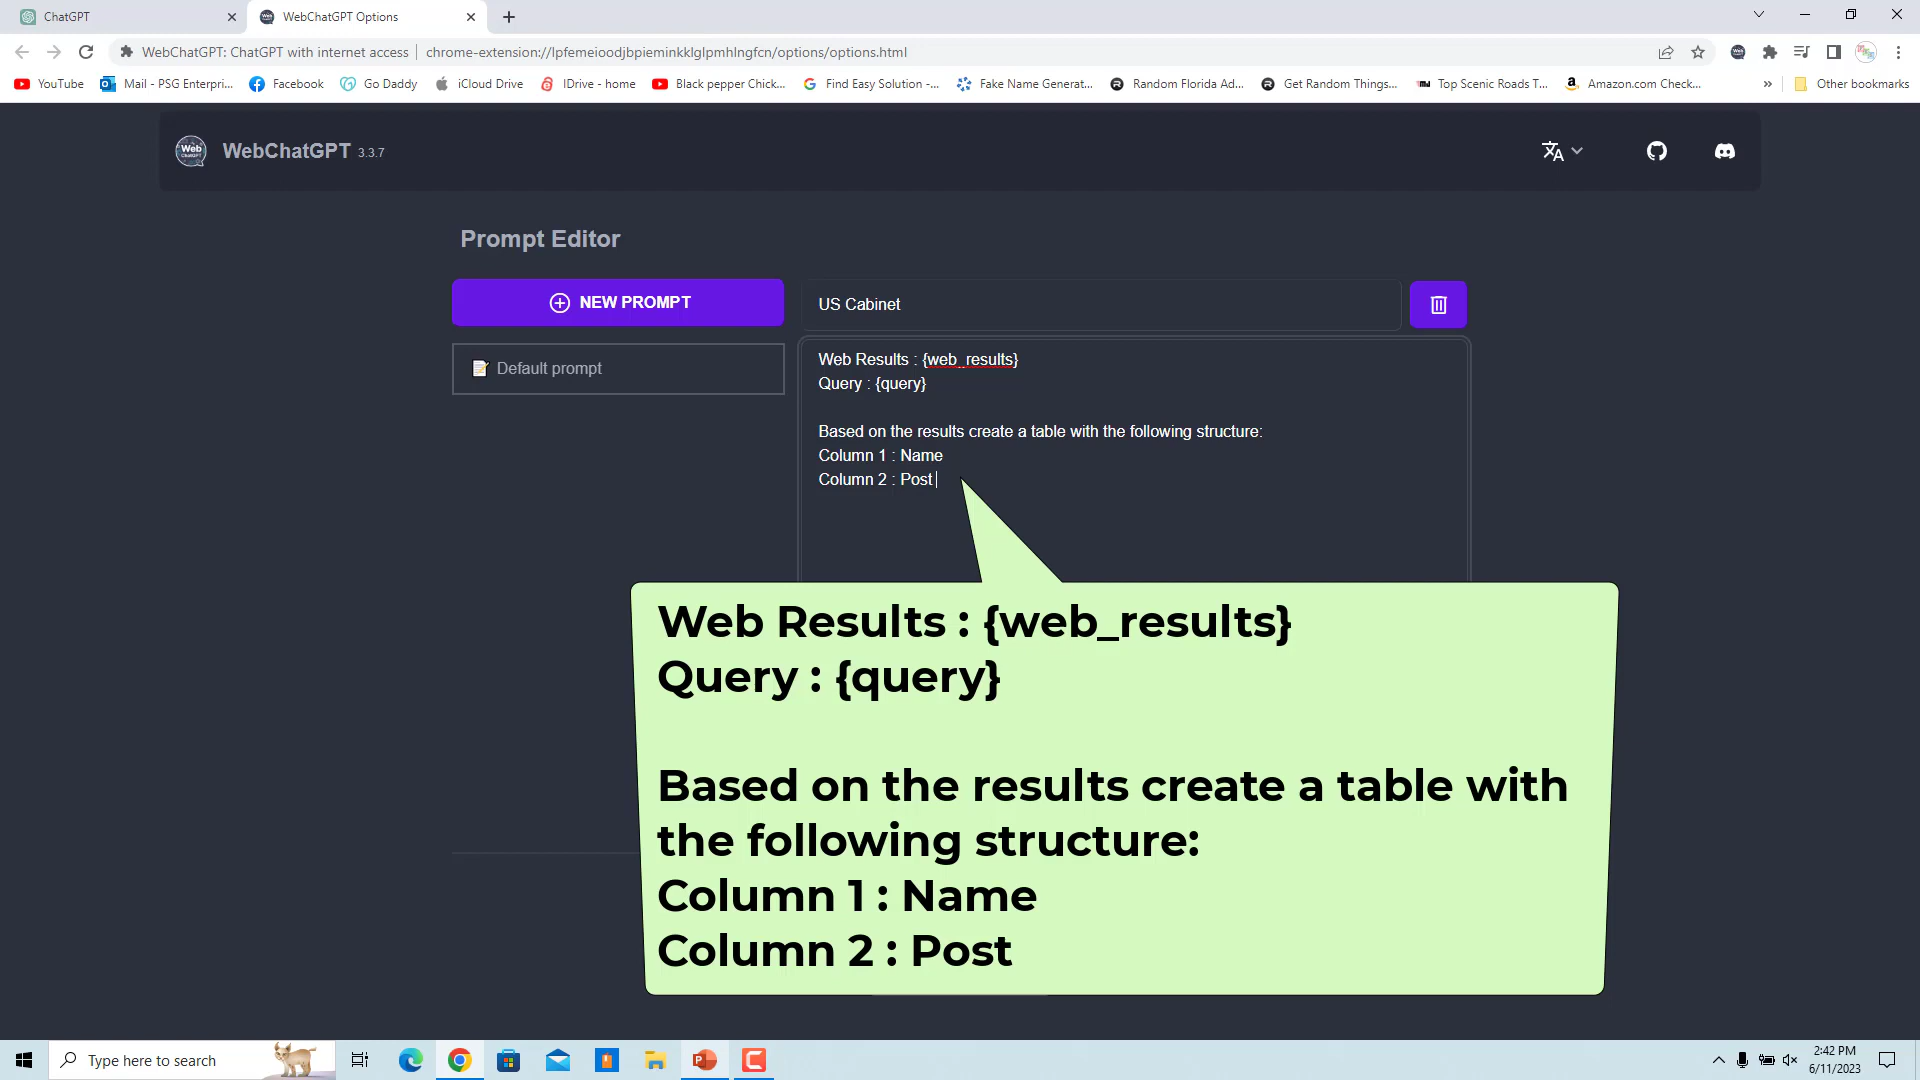 ChatGPT
WebChatGPT Options
WebChatGPT: ChatGPT with internet access
chrome-extension://lpfemeioodjbpieminkklglpmhlngfcn/options/options.html
YouTube
Mail - PSG Enterpri...
Facebook
Go Daddy
iCloud Drive
IDrive - home
Black pepper Chick...
Find Easy Solution -...
Fake Name Generat...
Random Florida Ad...
Get Random Things...
Top Scenic Roads T...
Amazon.com Check...
»
Other bookmarks
Web ChatGPT
WebChatGPT 3.3.7
Prompt Editor
NEW PROMPT
US Cabinet
Default prompt
Web Results : {web_results}
Query : {query}
Based on the results create a table with the following structure:
Column 1 : Name
Column 2 : Post
Web Results : {web_results}
Query : {query}
Based on the results create a table with
the following structure:
Column 1 : Name
Column 2 : Post
Type here to search
2:42 PM
6/11/2023